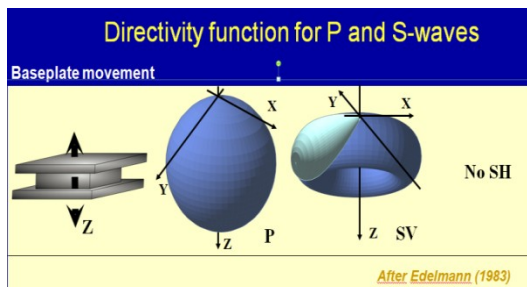 Directivity function for P and S-waves
Baseplate movement
Z
X
Y
Z
P
Y
X
Z
SV
No SH
After Edelmann (1983)